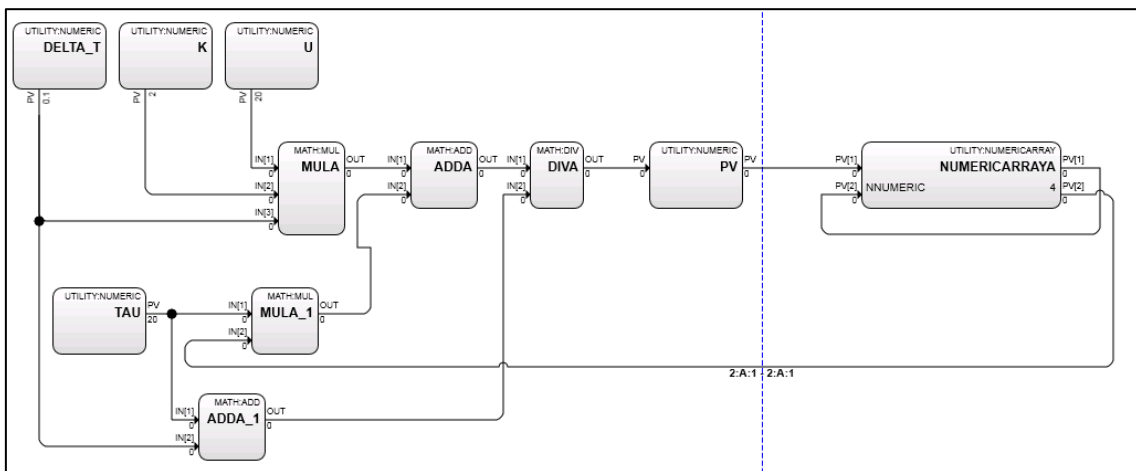 UTILITY:NUMERIC
DELTA_T
PV
0.1
UTILITY:NUMERIC
K
PV
2
UTILITY:NUMERIC
U
PV
20
MATH:MUL
MULA
IN[1]
0
IN[2]
0
IN[3]
0
OUT
0
MATH:ADD
ADDA
IN[1]
0
IN[2]
0
OUT
0
MATH:DIV
DIVA
IN[1]
0
IN[2]
0
OUT
0
UTILITY:NUMERIC
PV
PV
0
PV
0
UTILITY:NUMERICARRAY
NUMERICARRAYA
PV[1]
0
PV[2]
0
NNUMERIC
4
PV[1]
0
PV[2]
0
UTILITY:NUMERIC
TAU
PV
20
MATH:MUL
MULA_1
IN[1]
0
IN[2]
0
OUT
0
2:A:1 - 2:A:1
MATH:ADD
ADDA_1
IN[1]
0
IN[2]
0
OUT
0